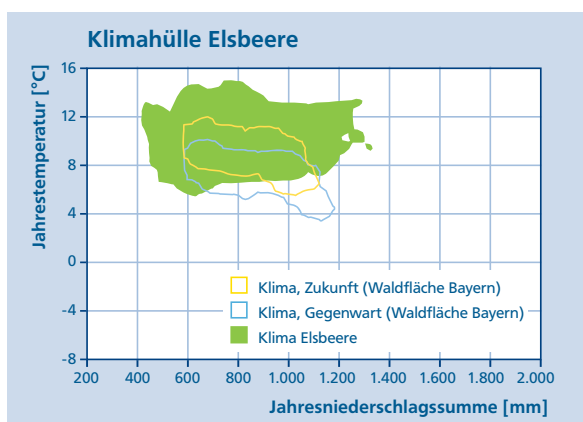 Klimahülle Elsbeere
Jahrestemperatur [°C]
16
12
8
4
0
-4
-8
Klima, Zukunft (Waldfläche Bayern)
Klima, Gegenwart (Waldfläche Bayern)
Klima Elsbeere
200 400 600 800 1.000 1.200 1.400 1.600 1.800 2.000
Jahresniederschlagssumme [mm]